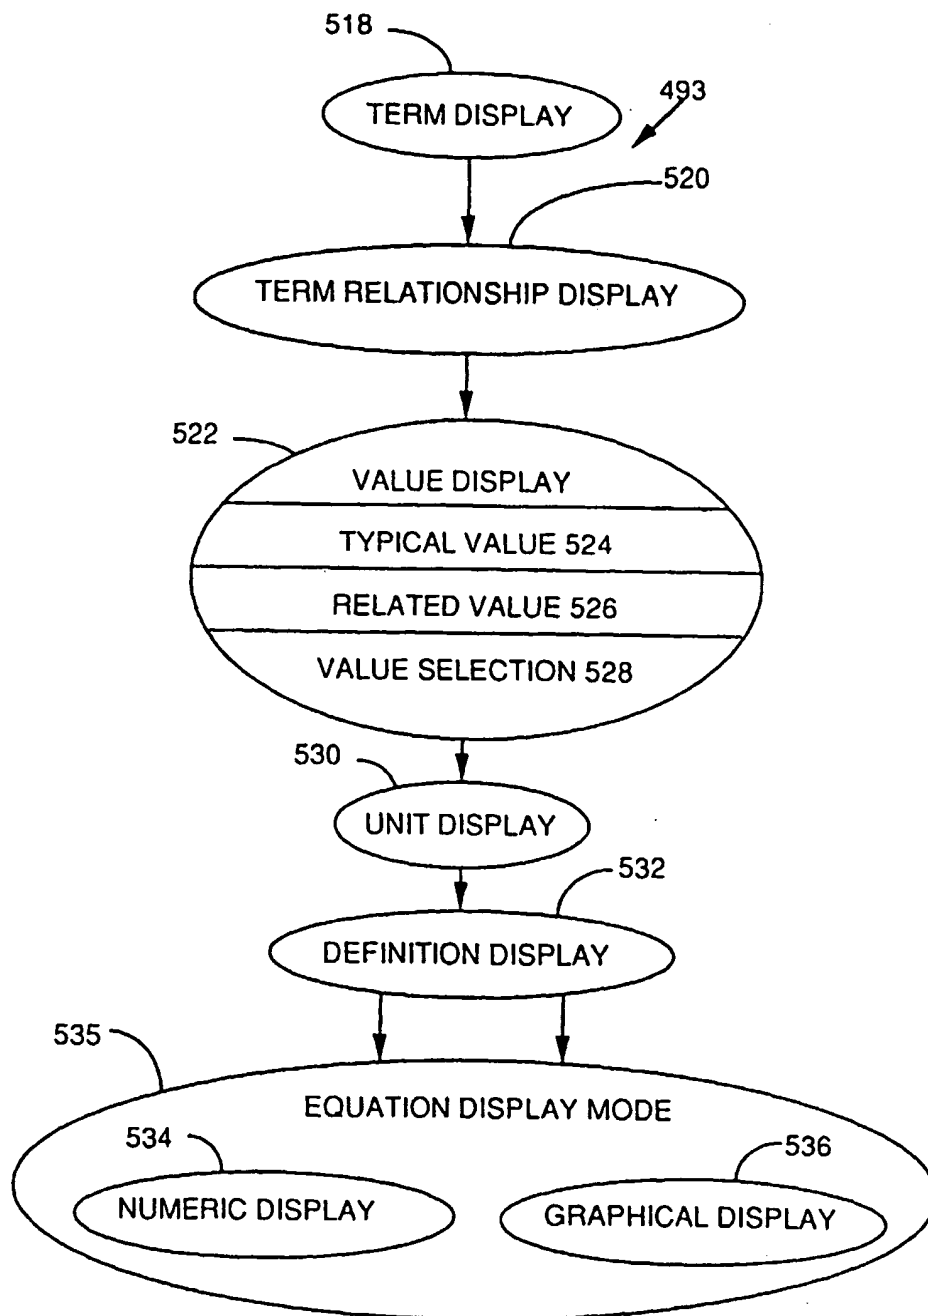 518
TERM DISPLAY
493
520
TERM RELATIONSHIP DISPLAY
522
VALUE DISPLAY
TYPICAL VALUE 524
RELATED VALUE 526
VALUE SELECTION 528
530
UNIT DISPLAY
532
DEFINITION DISPLAY
535
EQUATION DISPLAY MODE
534
536
NUMERIC DISPLAY
GRAPHICAL DISPLAY